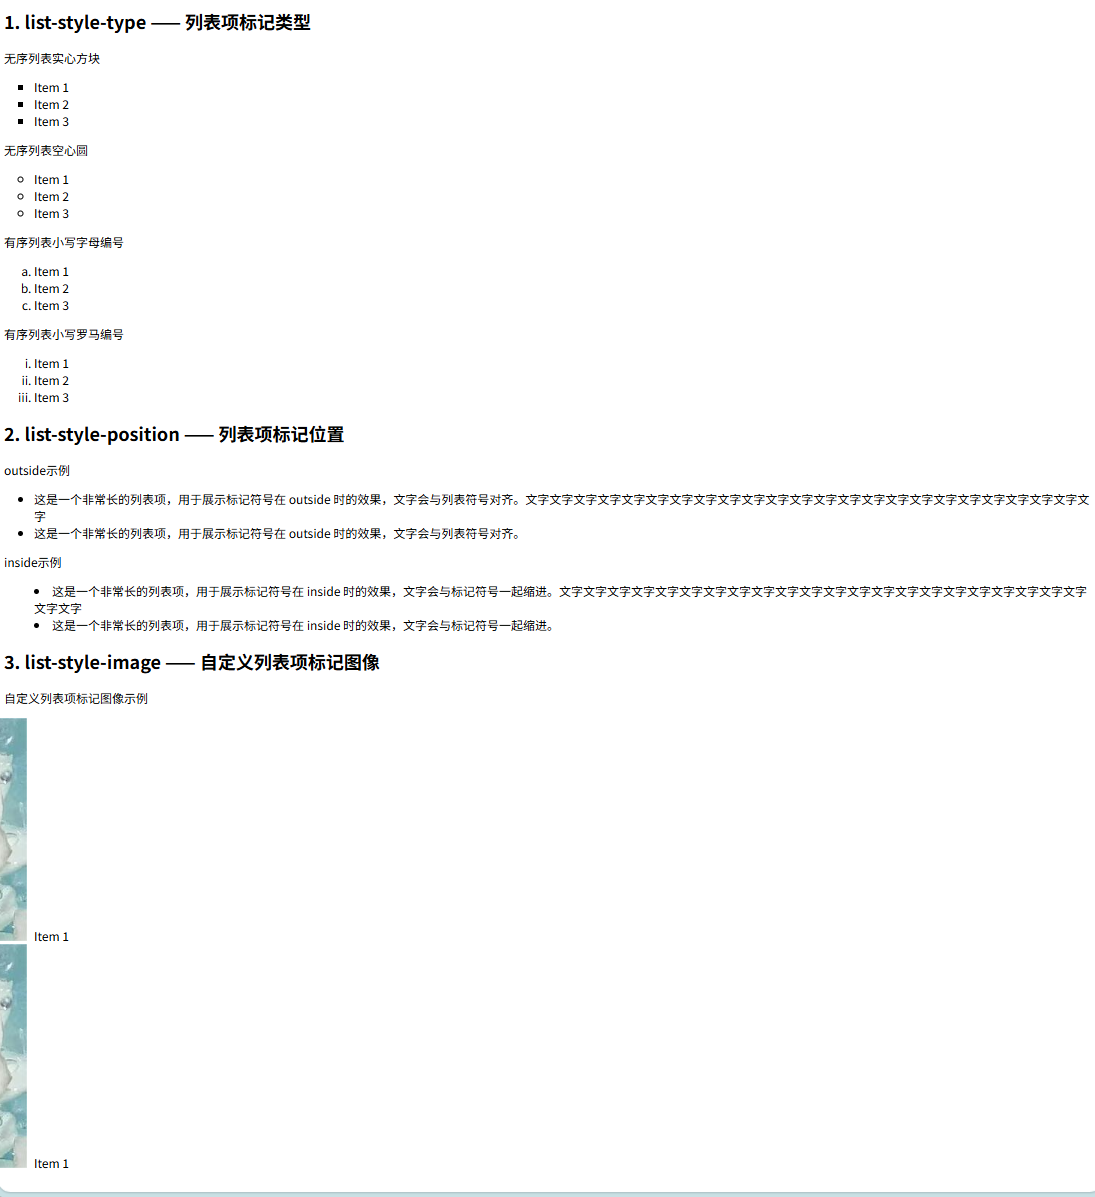 1. list-style-type —— 列表项标记类型
无序列表实心方块
▪ Item 1
▪ Item 2
▪ Item 3
无序列表空心圆
○ Item 1
○ Item 2
○ Item 3
有序列表小写字母编号
a. Item 1
b. Item 2
c. Item 3
有序列表小写罗马编号
i. Item 1
ii. Item 2
iii. Item 3
2. list-style-position —— 列表项标记位置
outside示例
• 这是一个非常长的列表项，用于展示标记符号在 outside 时的效果，文字会与列表符号对齐。文字文字文字文字文字文字文字文字文字文字文字文字文字文字文字文字文字文字文字文字文字文字文字文
字
• 这是一个非常长的列表项，用于展示标记符号在 outside 时的效果，文字会与列表符号对齐。
inside示例
• 这是一个非常长的列表项，用于展示标记符号在 inside 时的效果，文字会与标记符号一起缩进。文字文字文字文字文字文字文字文字文字文字文字文字文字文字文字文字文字文字文字文字文字文字
文字文字
• 这是一个非常长的列表项，用于展示标记符号在 inside 时的效果，文字会与标记符号一起缩进。
3. list-style-image —— 自定义列表项标记图像
自定义列表项标记图像示例
Item 1
Item 1